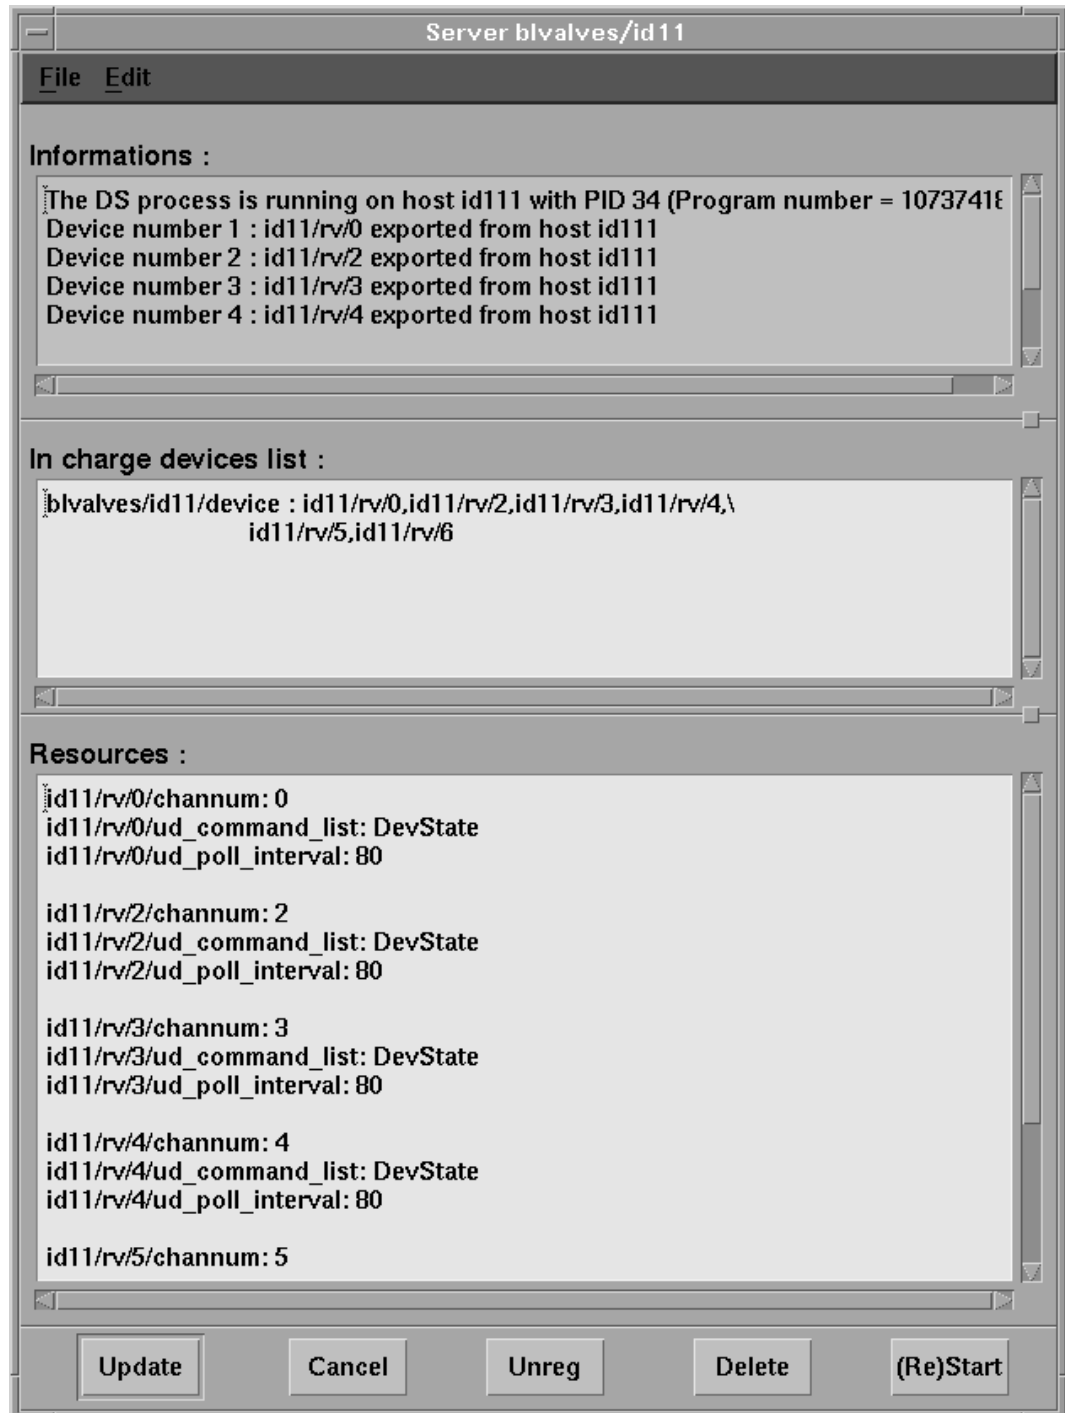 Server blvalves/id11
File Edit
Informations :
The DS process is running on host id111 with PID 34 (Program number = 10737418
Device number 1 : id11/rv/0 exported from host id111
Device number 2 : id11/rv/2 exported from host id111
Device number 3 : id11/rv/3 exported from host id111
Device number 4 : id11/rv/4 exported from host id111
In charge devices list :
blvalves/id11/device : id11/rv/0,id11/rv/2,id11/rv/3,id11/rv/4,\
id11/rv/5,id11/rv/6
Resources :
id11/rv/0/channum: 0
id11/rv/0/ud_command_list: DevState
id11/rv/0/ud_poll_interval: 80
id11/rv/2/channum: 2
id11/rv/2/ud_command_list: DevState
id11/rv/2/ud_poll_interval: 80
id11/rv/3/channum: 3
id11/rv/3/ud_command_list: DevState
id11/rv/3/ud_poll_interval: 80
id11/rv/4/channum: 4
id11/rv/4/ud_command_list: DevState
id11/rv/4/ud_poll_interval: 80
id11/rv/5/channum: 5
Update Cancel Unreg Delete (Re)Start